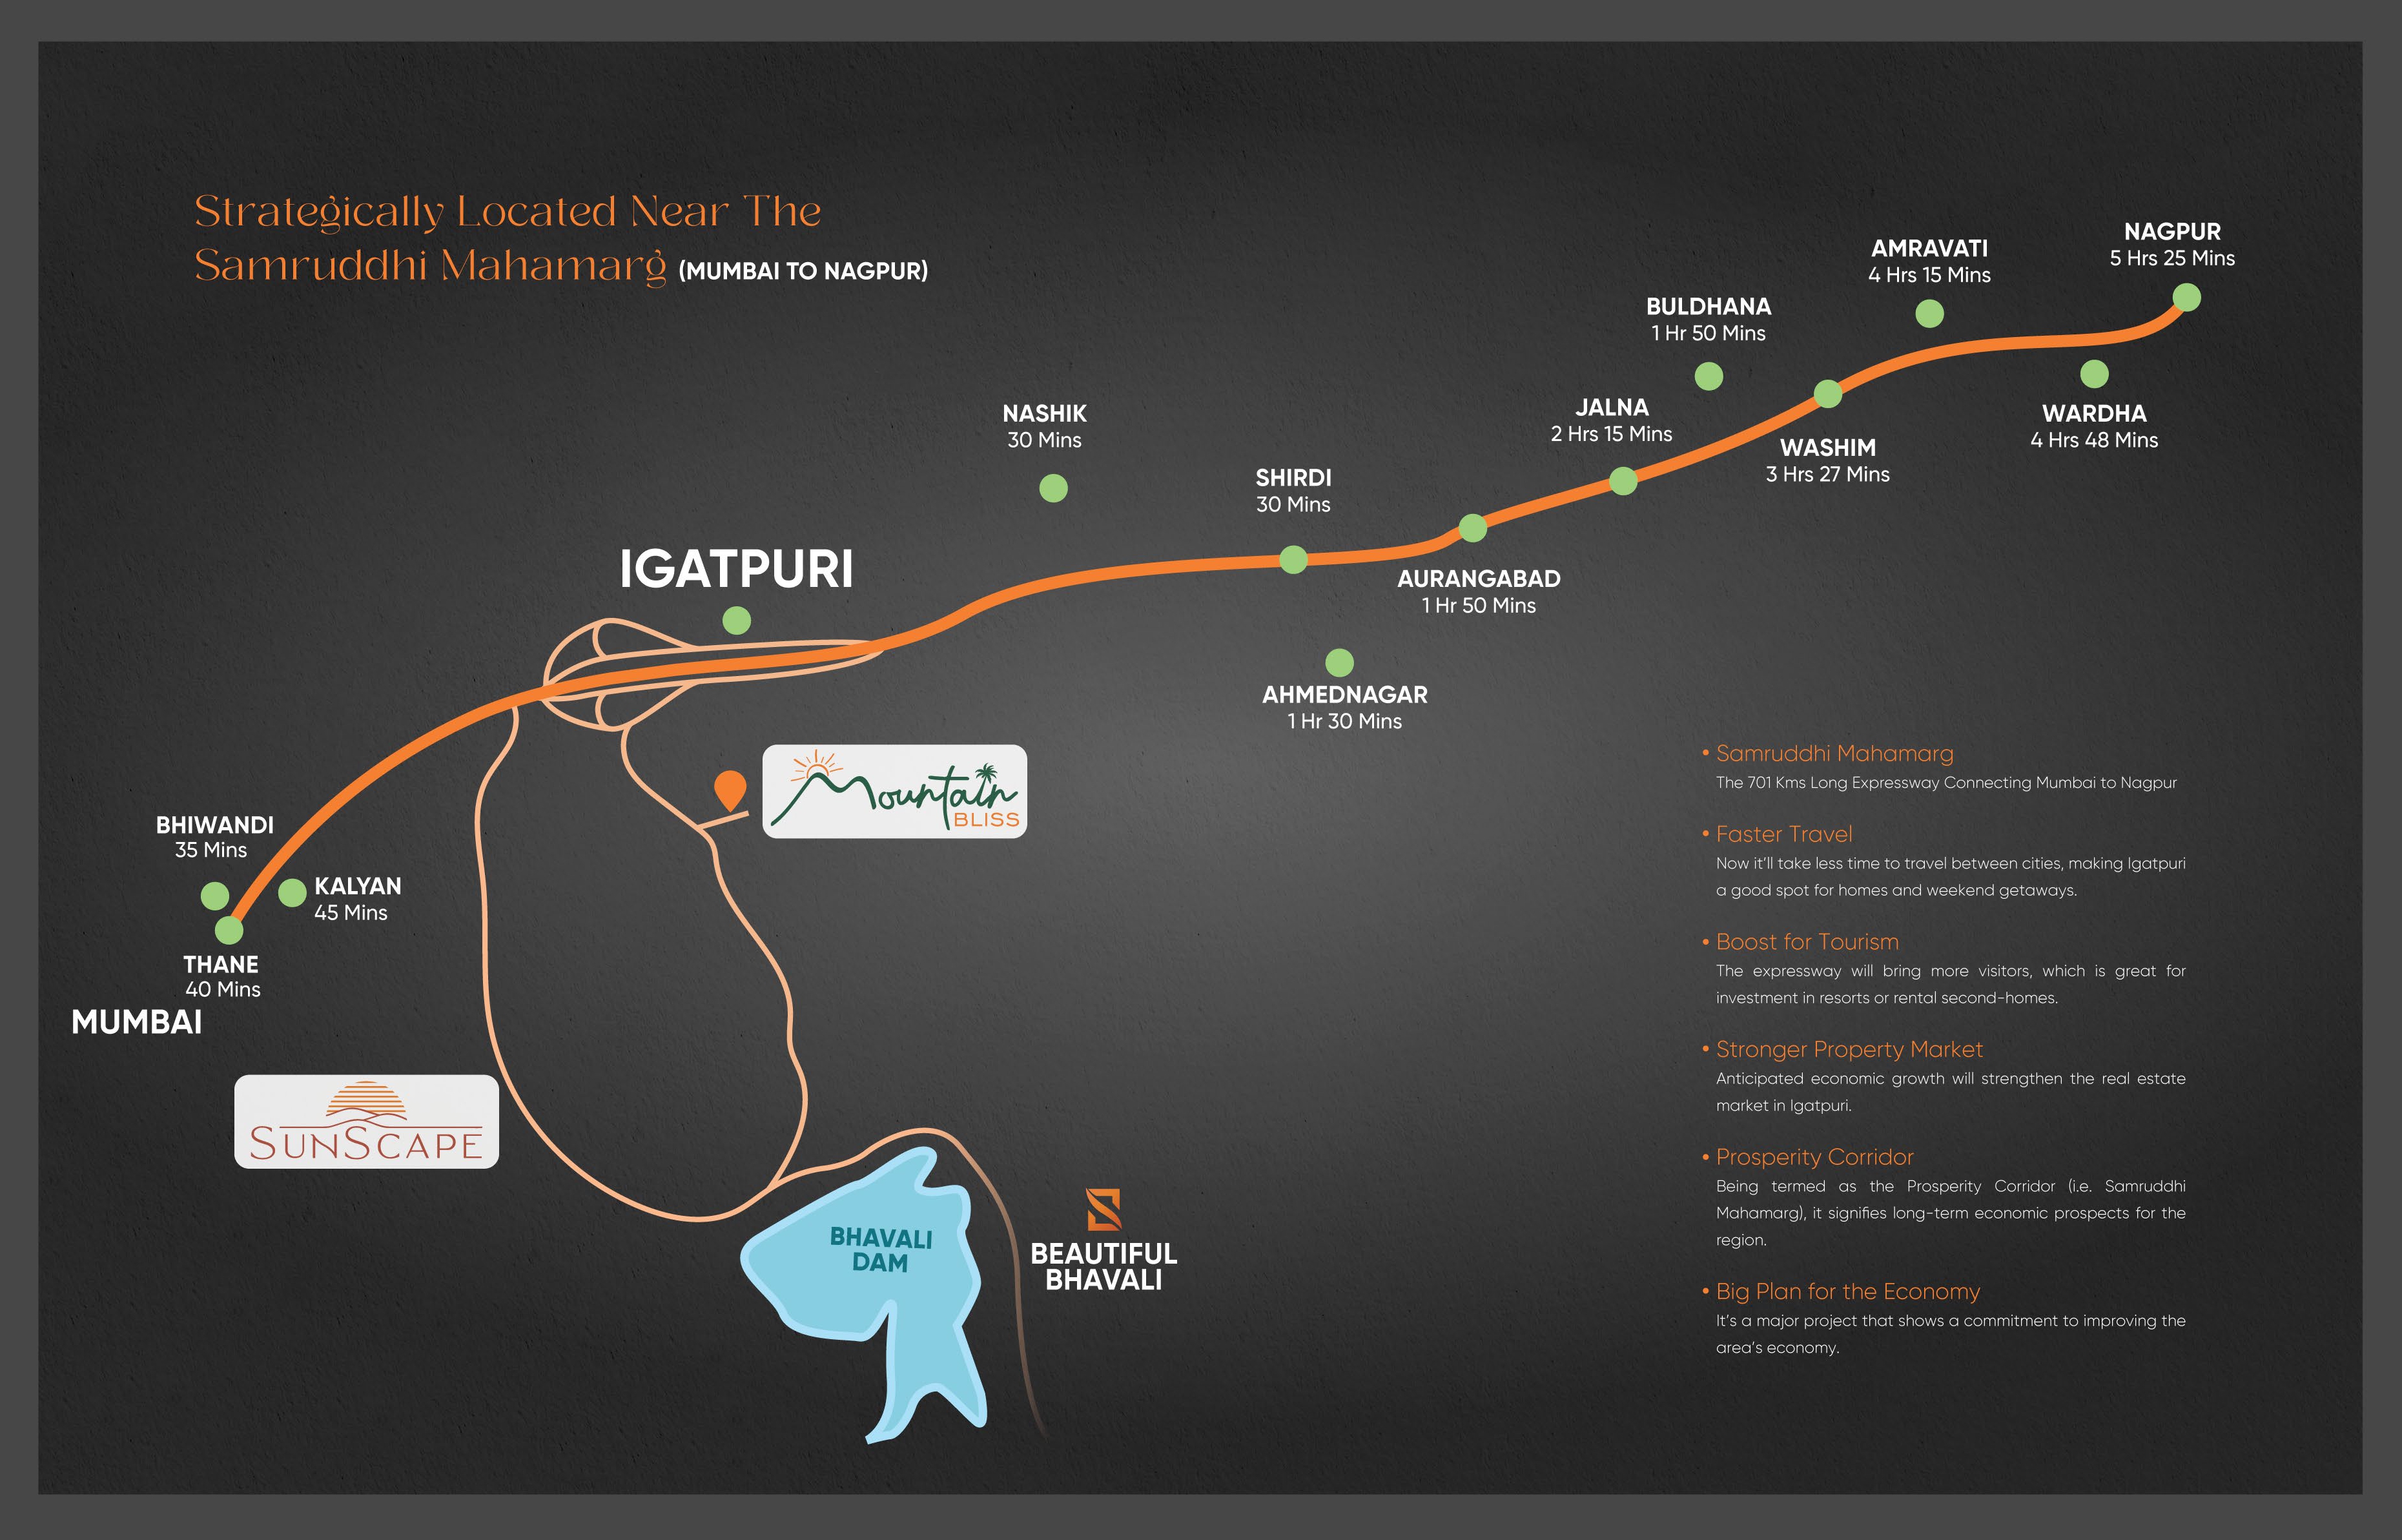 Strategically Located Near The
Samruddhi Mahamarg (MUMBAI TO NAGPUR)
NAGPUR
5 Hrs 25 Mins
AMRAVATI
4 Hrs 15 Mins
BULDHANA
1 Hr 50 Mins
WARDHA
4 Hrs 48 Mins
JALNA
2 Hrs 15 Mins
WASHIM
3 Hrs 27 Mins
NASHIK
30 Mins
SHIRDI
30 Mins
AURANGABAD
1 Hr 50 Mins
IGATPURI
AHMEDNAGAR
1 Hr 30 Mins
Mountain
BLISS
BHIWANDI
35 Mins
KALYAN
45 Mins
THANE
40 Mins
MUMBAI
SUNSCAPE
BHAVALI
DAM
BEAUTIFUL
BHAVALI
• Samruddhi Mahamarg
The 701 Kms Long Expressway Connecting Mumbai to Nagpur
• Faster Travel
Now it'll take less time to travel between cities, making Igatpuri
a good spot for homes and weekend getaways.
• Boost for Tourism
The expressway will bring more visitors, which is great for
investment in resorts or rental second-homes.
• Stronger Property Market
Anticipated economic growth will strengthen the real estate
market in Igatpuri.
• Prosperity Corridor
Being termed as the Prosperity Corridor (i.e. Samruddhi
Mahamarg), it signifies long-term economic prospects for the
region.
• Big Plan for the Economy
It's a major project that shows a commitment to improving the
area's economy.